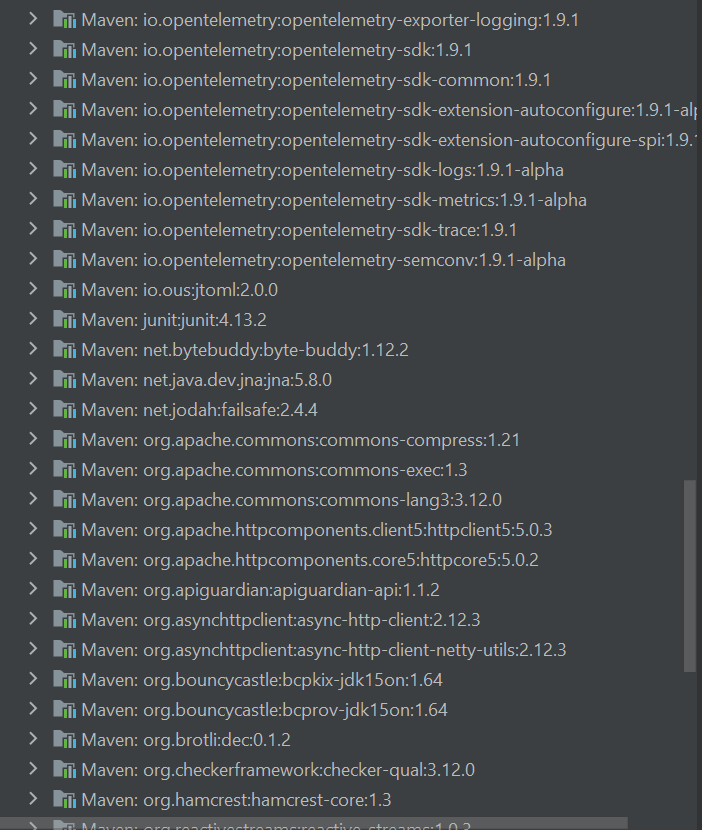 Maven: io.opentelemetry:opentelemetry-exporter-logging:1.9.1
Maven: io.opentelemetry:opentelemetry-sdk:1.9.1
Maven: io.opentelemetry:opentelemetry-sdk-common:1.9.1
Maven: io.opentelemetry:opentelemetry-sdk-extension-autoconfigure:1.9.1-alp
Maven: io.opentelemetry:opentelemetry-sdk-extension-autoconfigure-spi:1.9.1
Maven: io.opentelemetry:opentelemetry-sdk-logs:1.9.1-alpha
Maven: io.opentelemetry:opentelemetry-sdk-metrics:1.9.1-alpha
Maven: io.opentelemetry:opentelemetry-sdk-trace:1.9.1
Maven: io.opentelemetry:opentelemetry-semconv:1.9.1-alpha
Maven: io.ous:jtoml:2.0.0
Maven: junit:junit:4.13.2
Maven: net.bytebuddy:byte-buddy:1.12.2
Maven: net.java.dev.jna:jna:5.8.0
Maven: net.jodah:failsafe:2.4.4
Maven: org.apache.commons:commons-compress:1.21
Maven: org.apache.commons:commons-exec:1.3
Maven: org.apache.commons:commons-lang3:3.12.0
Maven: org.apache.httpcomponents.client5:httpclient5:5.0.3
Maven: org.apache.httpcomponents.core5:httpcore5:5.0.2
Maven: org.apiguardian:apiguardian-api:1.1.2
Maven: org.asynchttpclient:async-http-client:2.12.3
Maven: org.asynchttpclient:async-http-client-netty-utils:2.12.3
Maven: org.bouncycastle:bcpkix-jdk15on:1.64
Maven: org.bouncycastle:bcprov-jdk15on:1.64
Maven: org.brotli:dec:0.1.2
Maven: org.checkerframework:checker-qual:3.12.0
Maven: org.hamcrest:hamcrest-core:1.3
Maven: org.reactivestreams:reactive-streams:1.0.3